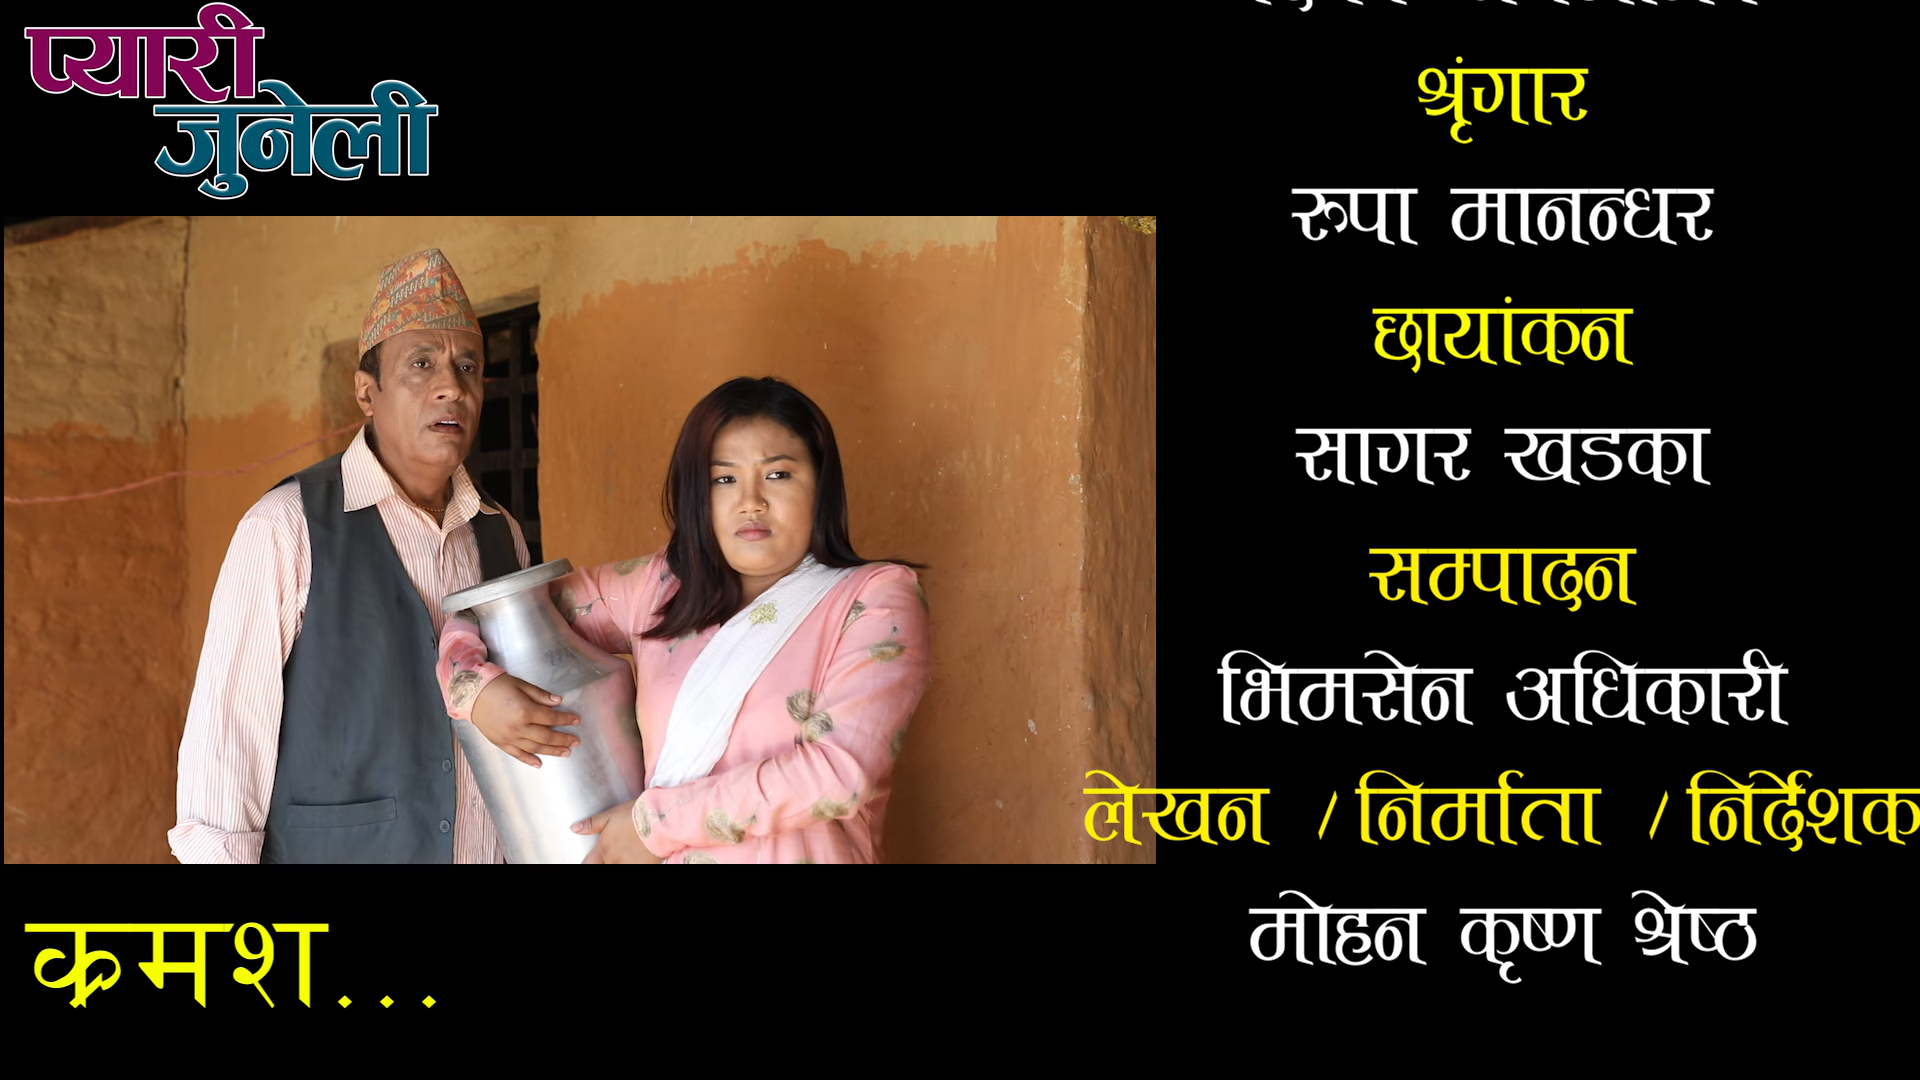 प्यारी
जुनेली
श्रृंगार
रुपा मानन्धर
छायांकन
सागर खडका
सम्पादन
भिमसेन अधिकारी
लेखन / निर्माता / निर्देशक
मोहन कृष्ण श्रेष्ठ
क्रमश...